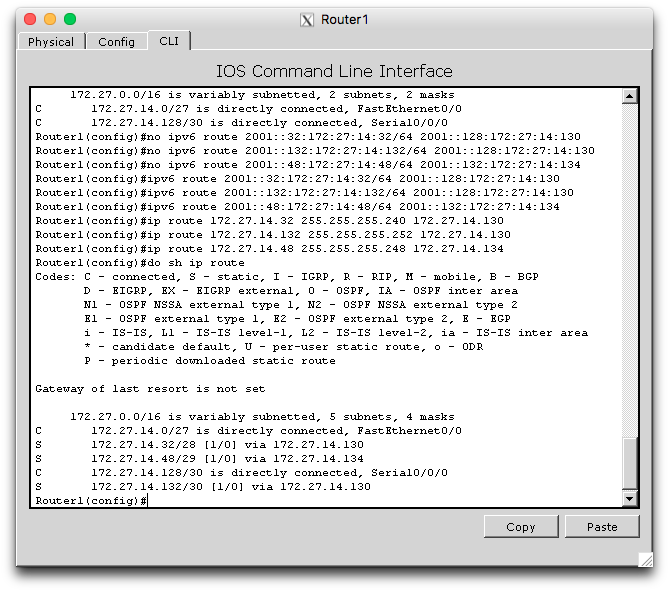 Router1
Physical Config CLI
IOS Command Line Interface
172.27.0.0/16 is variably subnetted, 2 subnets, 2 masks
C 172.27.14.0/27 is directly connected, FastEthernet0/0
C 172.27.14.128/30 is directly connected, Serial0/0/0
Router1(config)#no ipv6 route 2001::32:172:27:14:32/64 2001::128:172:27:14:130
Router1(config)#no ipv6 route 2001::132:172:27:14:132/64 2001::128:172:27:14:130
Router1(config)#no ipv6 route 2001::48:172:17:14:48/64 2001::132:172:27:14:134
Router1(config)#ipv6 route 2001::32:172:27:14:32/64 2001::128:172:27:14:130
Router1(config)#ipv6 route 2001::132:172:27:14:132/64 2001::128:172:27:14:130
Router1(config)#ipv6 route 2001::48:172:17:14:48/64 2001::132:172:27:14:134
Router1(config)#ip route 172.27.14.32 255.255.255.240 172.27.14.130
Router1(config)#ip route 172.27.14.132 255.255.255.252 172.27.14.130
Router1(config)#ip route 172.27.14.48 255.255.255.248 172.27.14.134
Router1(config)#do sh ip route
Codes: C - connected, S - static, I - IGRP, R - RIP, M - mobile, B - BGP
D - EIGRP, EX - EIGRP external, O - OSPF, IA - OSPF inter area
N1 - OSPF NSSA external type 1, N2 - OSPF NSSA external type 2
E1 - OSPF external type 1, E2 - OSPF external type 2, E - EGP
i - IS-IS, L1 - IS-IS level-1, L2 - IS-IS level-2, ia - IS-IS inter area
* - candidate default, U - per-user static route, o - ODR
P - periodic downloaded static route
Gateway of last resort is not set
172.27.0.0/16 is variably subnetted, 5 subnets, 4 masks
C 172.27.14.0/27 is directly connected, FastEthernet0/0
S 172.27.14.32/28 [1/0] via 172.27.14.130
S 172.27.14.48/29 [1/0] via 172.27.14.134
C 172.27.14.128/30 is directly connected, Serial0/0/0
S 172.27.14.132/30 [1/0] via 172.27.14.130
Router1(config)#
Copy Paste